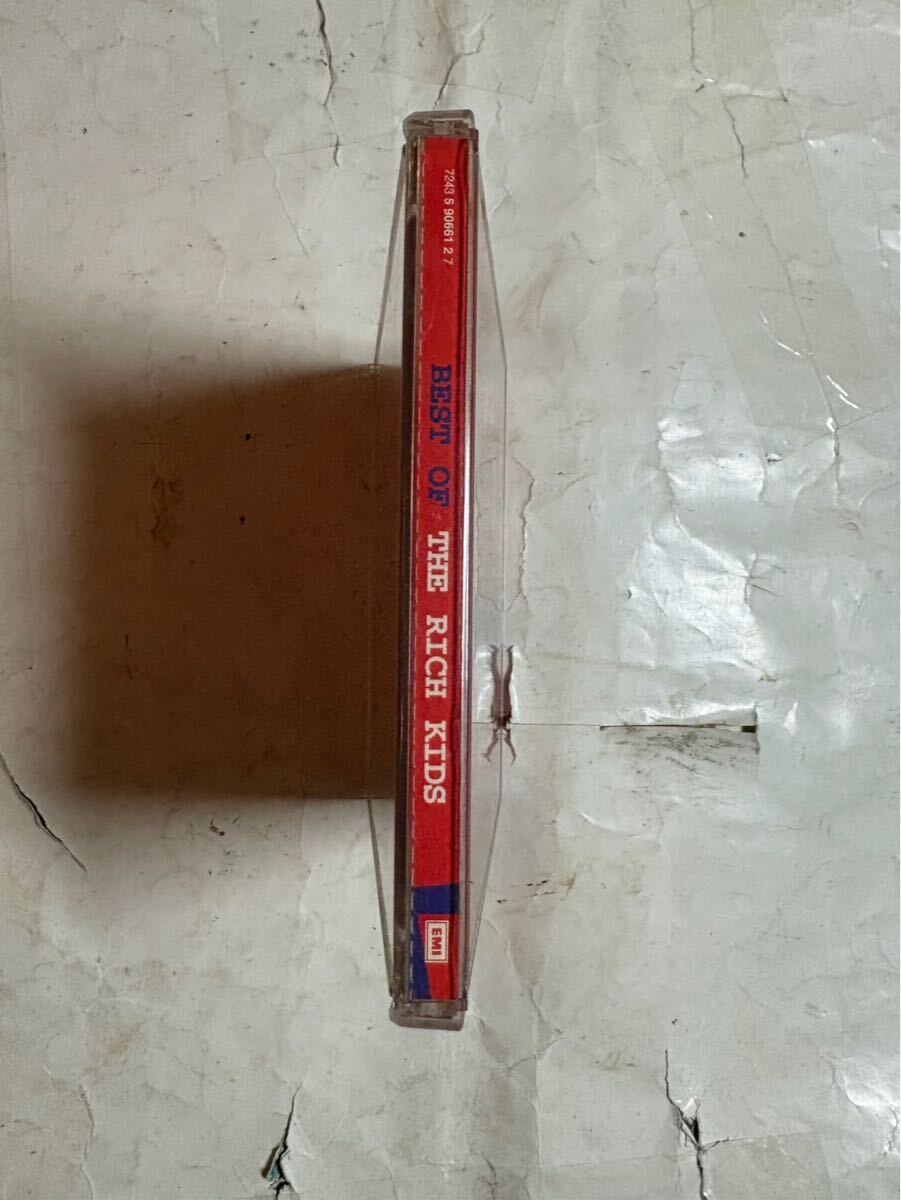 7243 5 90661 2 7
BEST OF THE RICH KIDS
EMI